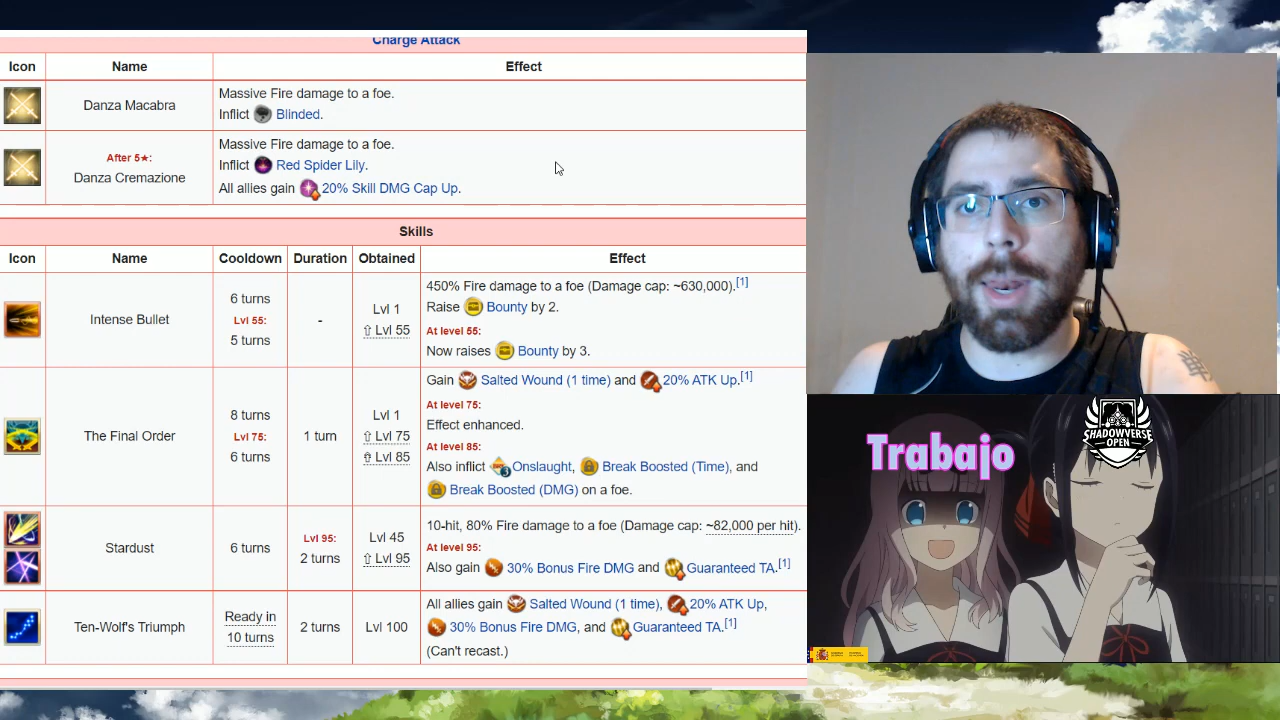 Charge Attack
Icon Name Effect
Danza Macabra
Massive Fire damage to a foe.
Inflict Blinded.
After 5★:
Danza Cremazione
Massive Fire damage to a foe.
Inflict Red Spider Lily.
All allies gain 20% Skill DMG Cap Up.
Skills
Icon Name Cooldown Duration Obtained Effect
Intense Bullet
6 turns
Lvl 55:
5 turns
-
Lvl 1
⇧ Lvl 55
450% Fire damage to a foe (Damage cap: ~630,000).[1]
Raise Bounty by 2.
At level 55:
Now raises Bounty by 3.
The Final Order
8 turns
Lvl 75:
6 turns
1 turn
Lvl 1
⇧ Lvl 75
⇧ Lvl 85
Gain Salted Wound (1 time) and 20% ATK Up.[1]
At level 75:
Effect enhanced.
At level 85:
Also inflict Onslaught, Break Boosted (Time), and
Break Boosted (DMG) on a foe.
Stardust
6 turns
Lvl 95:
2 turns
Lvl 45
⇧ Lvl 95
10-hit, 80% Fire damage to a foe (Damage cap: ~82,000 per hit).
At level 95:
Also gain 30% Bonus Fire DMG and Guaranteed TA.[1]
Ten-Wolf's Triumph
Ready in
10 turns
2 turns
Lvl 100
All allies gain Salted Wound (1 time), 20% ATK Up,
30% Bonus Fire DMG, and Guaranteed TA.[1]
(Can't recast.)
Trabajo
SHADOWVERSE
OPEN